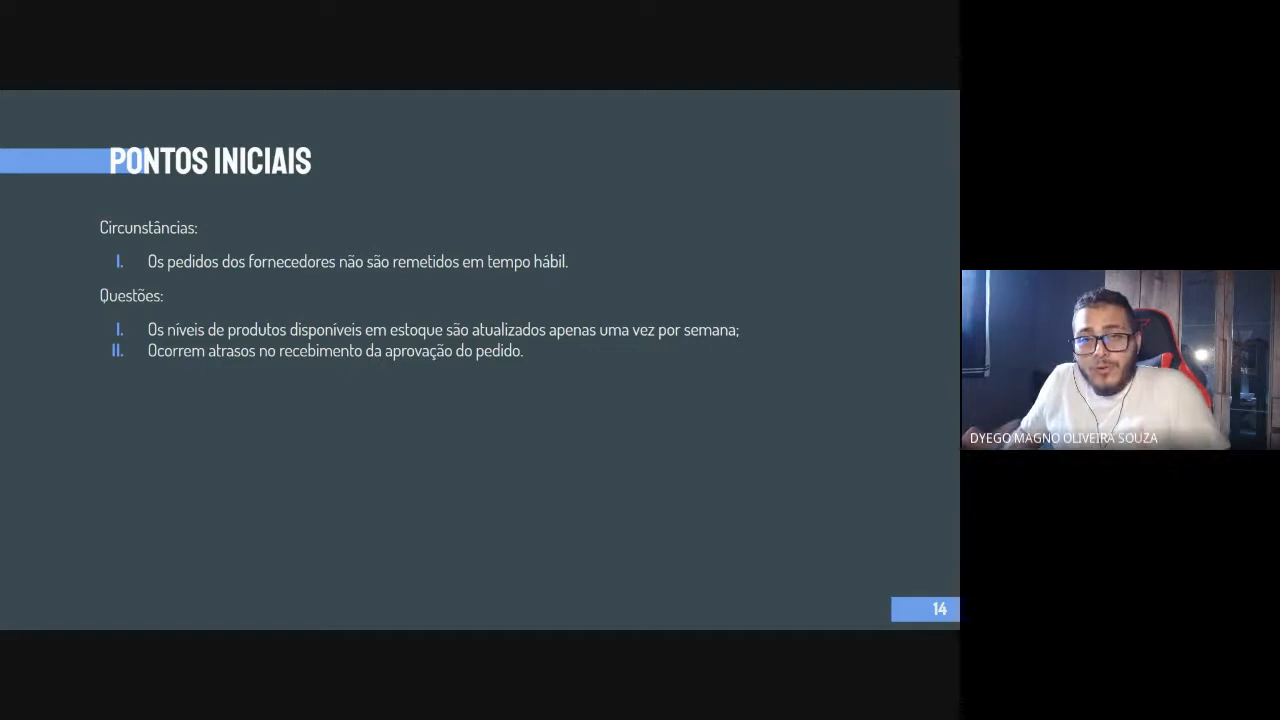 PONTOS INICIAIS
Circunstâncias:
I. Os pedidos dos fornecedores não são remetidos em tempo hábil.
Questões:
I. Os níveis de produtos disponíveis em estoque são atualizados apenas uma vez por semana;
II. Ocorrem atrasos no recebimento da aprovação do pedido.
DYEGO MAGNO OLIVEIRA SOUZA
14